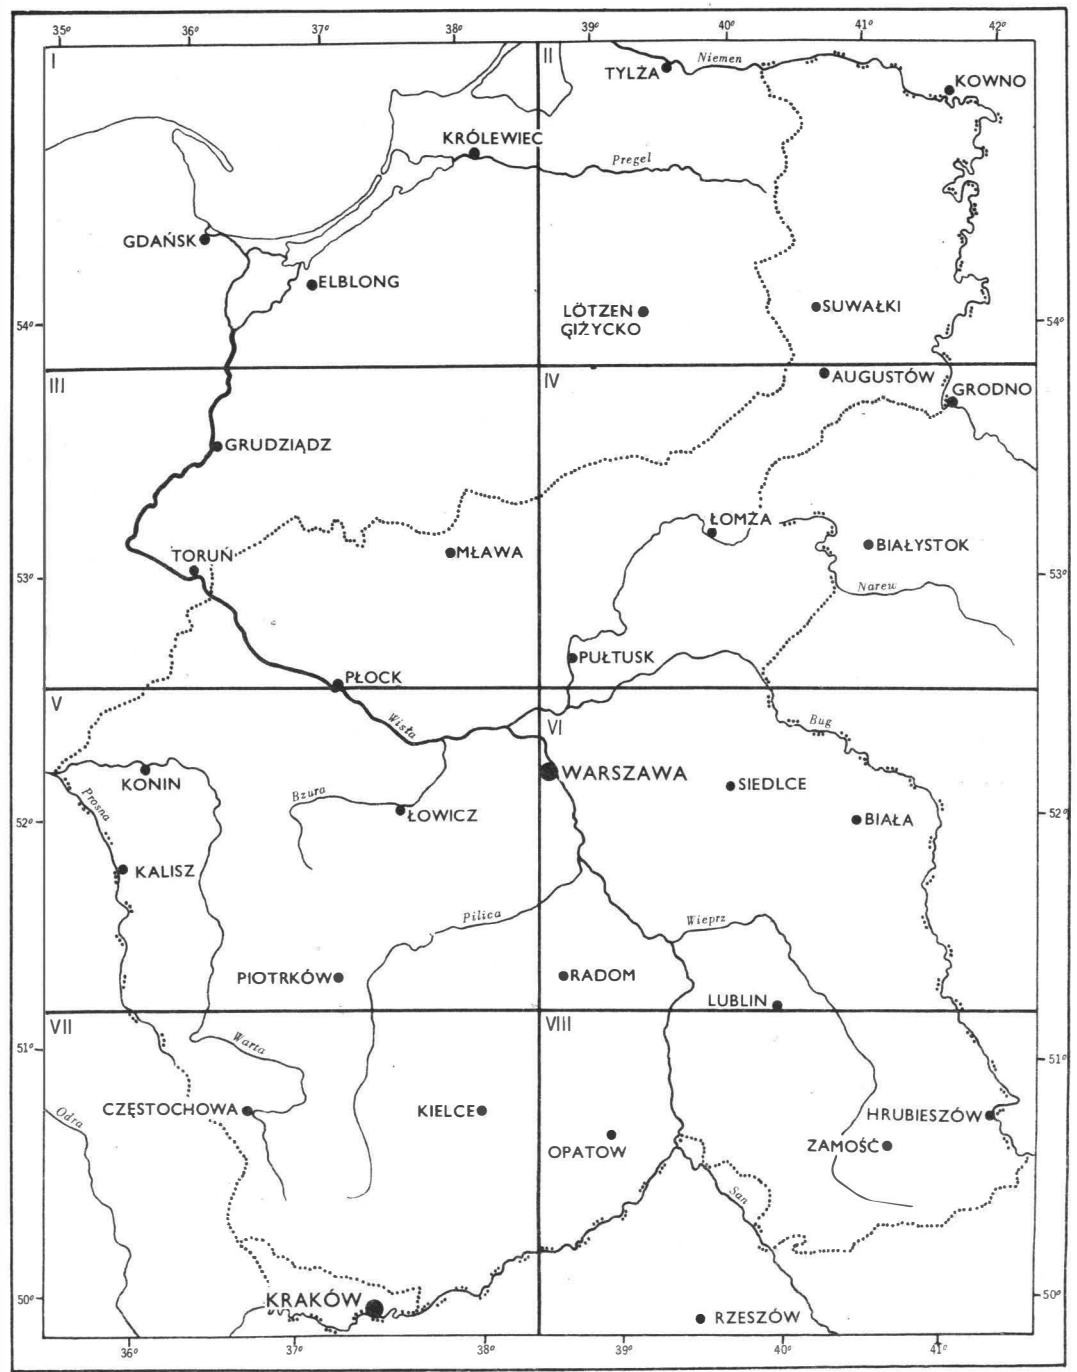 35° 36° 37° 38° 39° 40° 41° 42°
I
II
TYLŻA
Niemen
KOWNO
KRÓLEWIEC
Pregel
GDAŃSK
ELBLONG
LÖTZEN
GIŻYCKO
SUWAŁKI
54°
54°
III
IV
AUGUSTÓW
GRODNO
GRUDZIĄDZ
ŁOMŻA
TORUŃ
MŁAWA
BIAŁYSTOK
53°
53°
Narew
PUŁTUSK
PŁOCK
V
VI
Wisła
Bug
KONIN
WARSZAWA
SIEDLCE
Prosna
Bzura
ŁOWICZ
BIAŁA
52°
52°
KALISZ
Pilica
Wieprz
PIOTRKÓW
RADOM
LUBLIN
VII
VIII
Warta
51°
51°
Odra
CZĘSTOCHOWA
KIELCE
HRUBIESZÓW
OPATOW
ZAMOŚĆ
San
50°
50°
KRAKÓW
RZESZÓW
36° 37° 38° 39° 40° 41°